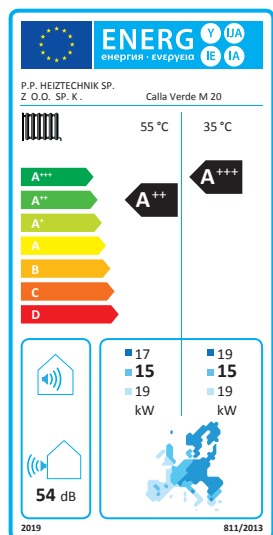 ENERG Y IJA
енергия · ενεργεια IE IA
P.P. HEIZTECHNIK SP.
Z O.O. SP. K . Calla Verde M 20
55 °C 35 °C
A+++
A++
A+
A
B
C
D
A++
A+++
17 19
15 15
19 19
kW kW
54 dB
2019 811/2013